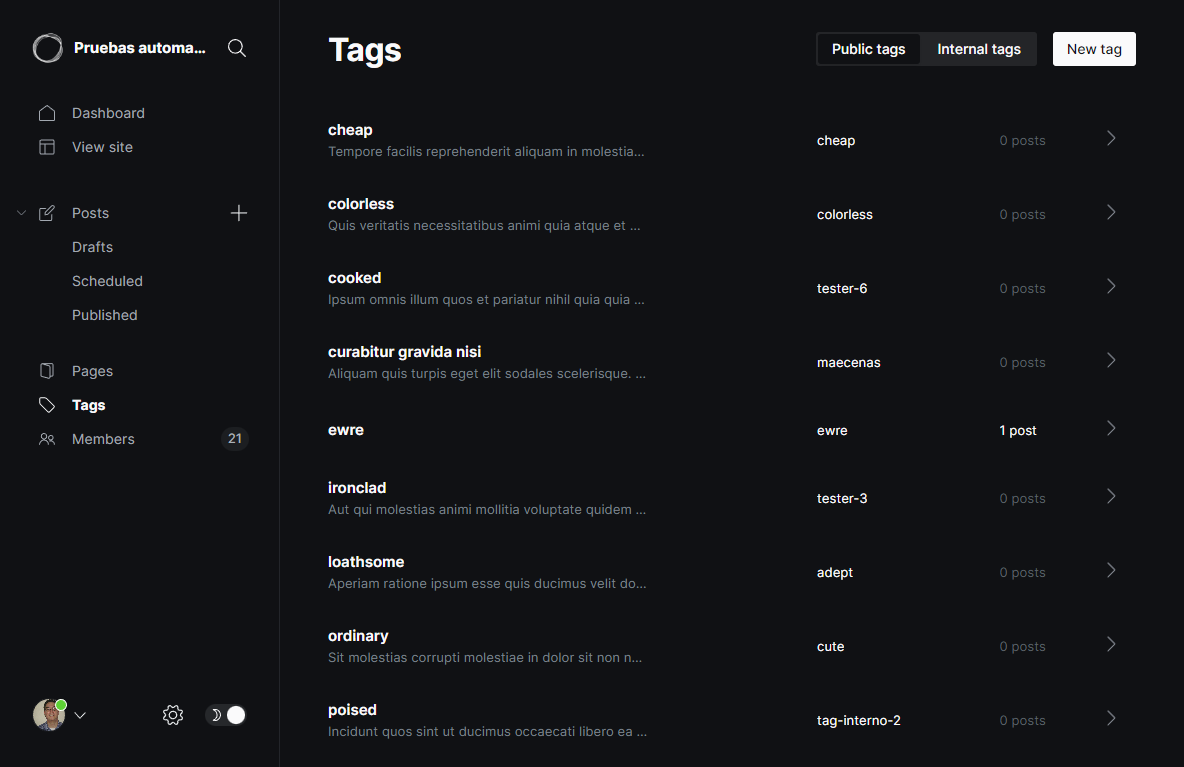 Pruebas automa...
Dashboard
View site
Posts
Drafts
Scheduled
Published
Pages
Tags
Members 21
Tags
Public tags Internal tags New tag
cheap
Tempore facilis reprehenderit aliquam in molestia...
cheap 0 posts
colorless
Quis veritatis necessitatibus animi quia atque et ...
colorless 0 posts
cooked
Ipsum omnis illum quos et pariatur nihil quia quia ...
tester-6 0 posts
curabitur gravida nisi
Aliquam quis turpis eget elit sodales scelerisque. ...
maecenas 0 posts
ewre ewre 1 post
ironclad
Aut qui molestias animi mollitia voluptate quidem ...
tester-3 0 posts
loathsome
Aperiam ratione ipsum esse quis ducimus velit do...
adept 0 posts
ordinary
Sit molestias corrupti molestiae in dolor sit non n...
cute 0 posts
poised
Incidunt quos sint ut ducimus occaecati libero ea ...
tag-interno-2 0 posts